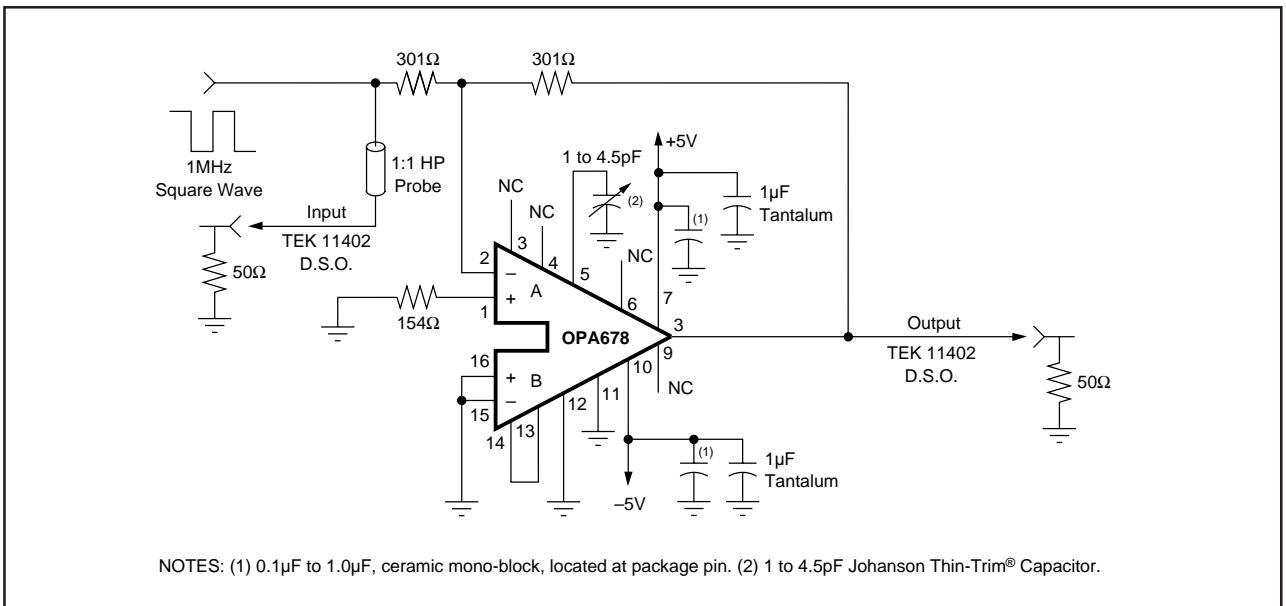 301Ω
301Ω
+5V
1 to 4.5pF
1MHz
Square Wave
1:1 HP
Probe
(2)
1µF
Tantalum
(1)
NC
NC
NC
Input
TEK 11402
D.S.O.
50Ω
2
3
4
5
6
7
–
A
+
1
154Ω
OPA678
3
9
10
NC
Output
TEK 11402
D.S.O.
50Ω
16
+
B
–
15
14
13
12
11
(1)
1µF
Tantalum
–5V
NOTES: (1) 0.1µF to 1.0µF, ceramic mono-block, located at package pin. (2) 1 to 4.5pF Johanson Thin-Trim® Capacitor.